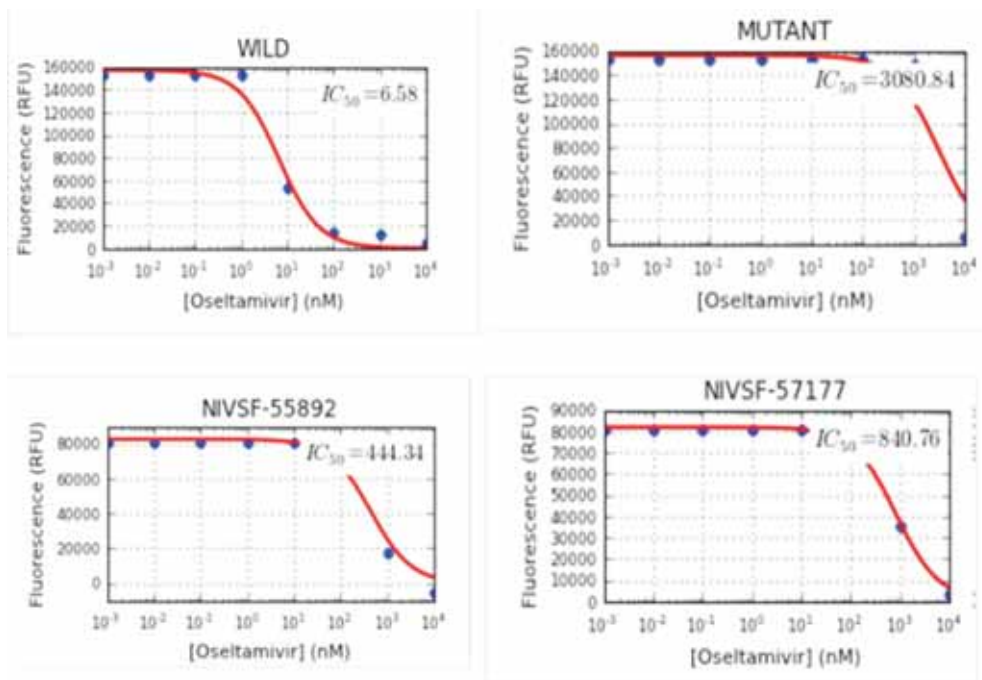 WILD
160000
140000
120000
100000
80000
60000
40000
20000
0
Fluorescence (RFU)
IC₅₀ =6.58
10⁻³ 10⁻² 10⁻¹ 10⁰ 10¹ 10² 10³ 10⁴
[Oseltamivir] (nM)
MUTANT
160000
140000
120000
100000
80000
60000
40000
20000
0
Fluorescence (RFU)
IC₅₀ =3080.84
10⁻³ 10⁻² 10⁻¹ 10⁰ 10¹ 10² 10³ 10⁴
[Oseltamivir] (nM)
NIVSF-55892
80000
60000
40000
20000
0
Fluorescence (RFU)
IC₅₀ =444.34
10⁻³ 10⁻² 10⁻¹ 10⁰ 10¹ 10² 10³ 10⁴
[Oseltamivir] (nM)
NIVSF-57177
90000
80000
70000
60000
50000
40000
30000
20000
10000
0
Fluorescence (RFU)
IC₅₀ =840.76
10⁻³ 10⁻² 10⁻¹ 10⁰ 10¹ 10² 10³ 10⁴
[Oseltamivir] (nM)